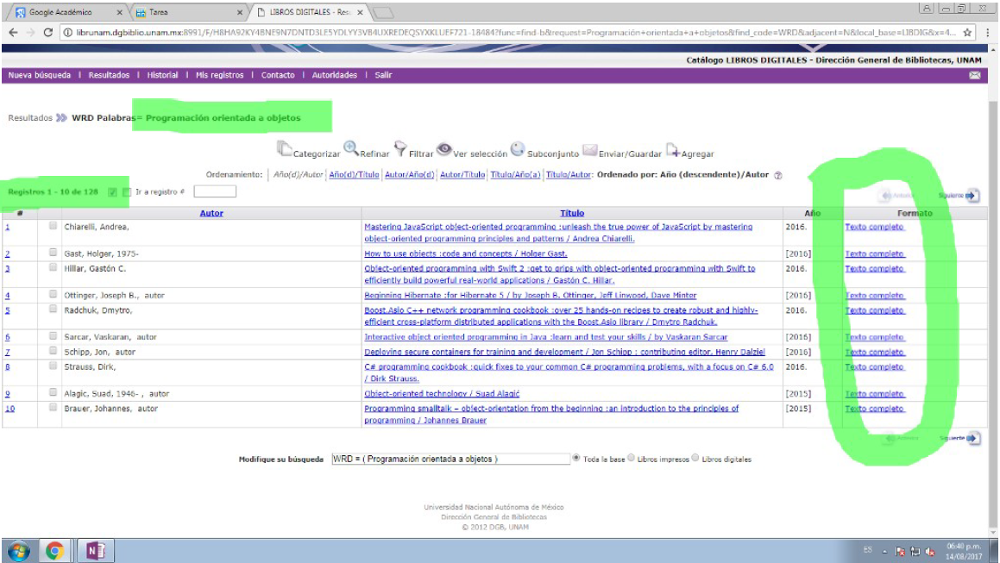 Google Académico
Tarea
LIBROS DIGITALES - Resu
librunam.dgbiblio.unam.mx:8991/F/H8HA92KY4BNE9N7DNTD3LE5YDLYY3VB4UXREDEQSYXKLUEF721-18484?func=find-b&request=Programación+orientada+a+objetos&find_code=WRD&adjacent=N&local_base=LIBDIG&x=4...
Catálogo LIBROS DIGITALES - Dirección General de Bibliotecas, UNAM
Nueva búsqueda | Resultados | Historial | Mis registros | Contacto | Autoridades | Salir
Resultados WRD Palabras= Programación orientada a objetos
Categorizar Refinar Filtrar Ver selección Subconjunto Enviar/Guardar Agregar
Ordenamiento: Año(d)/Autor Año(d)/Título Autor/Año(d) Autor/Título Título/Año(a) Título/Autor: Ordenado por: Año (descendente)/Autor
Registros 1 - 10 de 128 Ir a registro # Anterior Siguiente
# Autor Título Año Formato
1 Chiarelli, Andrea, Mastering JavaScript object-oriented programming :unleash the true power of JavaScript by mastering 2016. Texto completo
object-oriented programming principles and patterns / Andrea Chiarelli.
2 Gast, Holger, 1975- How to use objects :code and concepts / Holger Gast. [2016] Texto completo
3 Hillar, Gastón C. Object-oriented programming with Swift 2 :get to grips with object-oriented programming with Swift to 2016. Texto completo
efficiently build powerful real-world applications / Gastón C. Hillar.
4 Ottinger, Joseph B., autor Beginning Hibernate :for Hibernate 5 / by Joseph B. Ottinger, Jeff Linwood, Dave Minter [2016] Texto completo
5 Radchuk, Dmytro, Boost.Asio C++ network programming cookbook :over 25 hands-on recipes to create robust and highly- 2016. Texto completo
efficient cross-platform distributed applications with the Boost.Asio library / Dmytro Radchuk.
6 Sarcar, Vaskaran, autor Interactive object oriented programming in Java :learn and test your skills / by Vaskaran Sarcar [2016] Texto completo
7 Schipp, Jon, autor Deploying secure containers for training and development / Jon Schipp ; contributing editor, Henry Dalziel [2016] Texto completo
8 Strauss, Dirk, C# programming cookbook :quick fixes to your common C# programming problems, with a focus on C# 6.0 2016. Texto completo
/ Dirk Strauss.
9 Alagic, Suad, 1946- , autor Object-oriented technology / Suad Alagić [2015] Texto completo
10 Brauer, Johannes, autor Programming smalltalk – object-orientation from the beginning :an introduction to the principles of [2015] Texto completo
programming / Johannes Brauer
Anterior Siguiente
Modifique su búsqueda WRD = ( Programación orientada a objetos ) Toda la base Libros impresos Libros digitales
Universidad Nacional Autónoma de México
Dirección General de Bibliotecas
© 2012 DGB, UNAM
ES 06:40 p.m.
14/08/2017